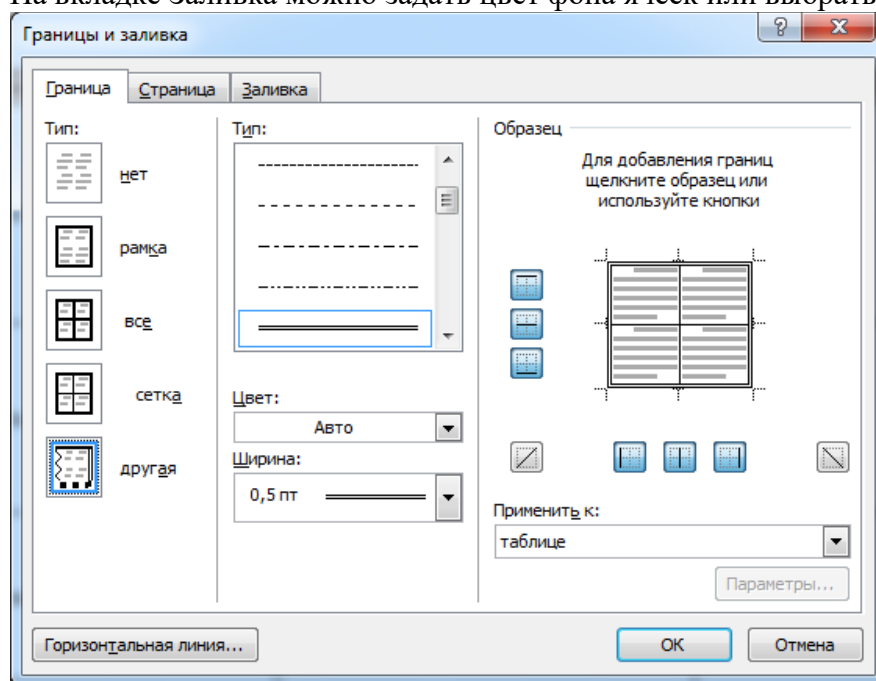 На вкладке Заливка можно задать цвет фона ячеек или выбрать
Границы и заливка
Граница Страница Заливка
Тип:
нет
рамка
все
сетка
другая
Тип:
Цвет:
Авто
Ширина:
0,5 пт
Образец
Для добавления границ
щелкните образец или
используйте кнопки
Применить к:
таблице
Параметры...
Горизонтальная линия...
ОК
Отмена